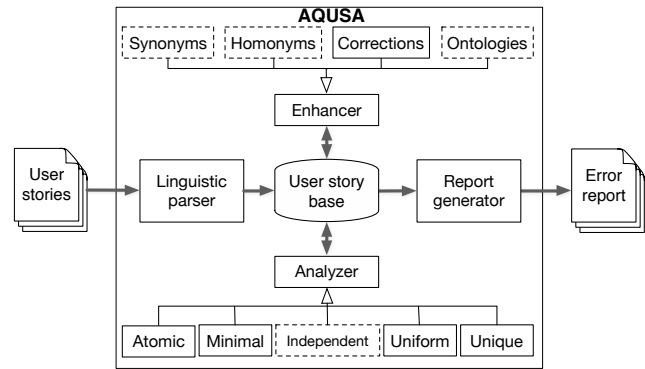 AQUSA
Synonyms
Homonyms
Corrections
Ontologies
Enhancer
User
stories
Linguistic
parser
User story
base
Report
generator
Error
report
Analyzer
Atomic
Minimal
Independent
Uniform
Unique